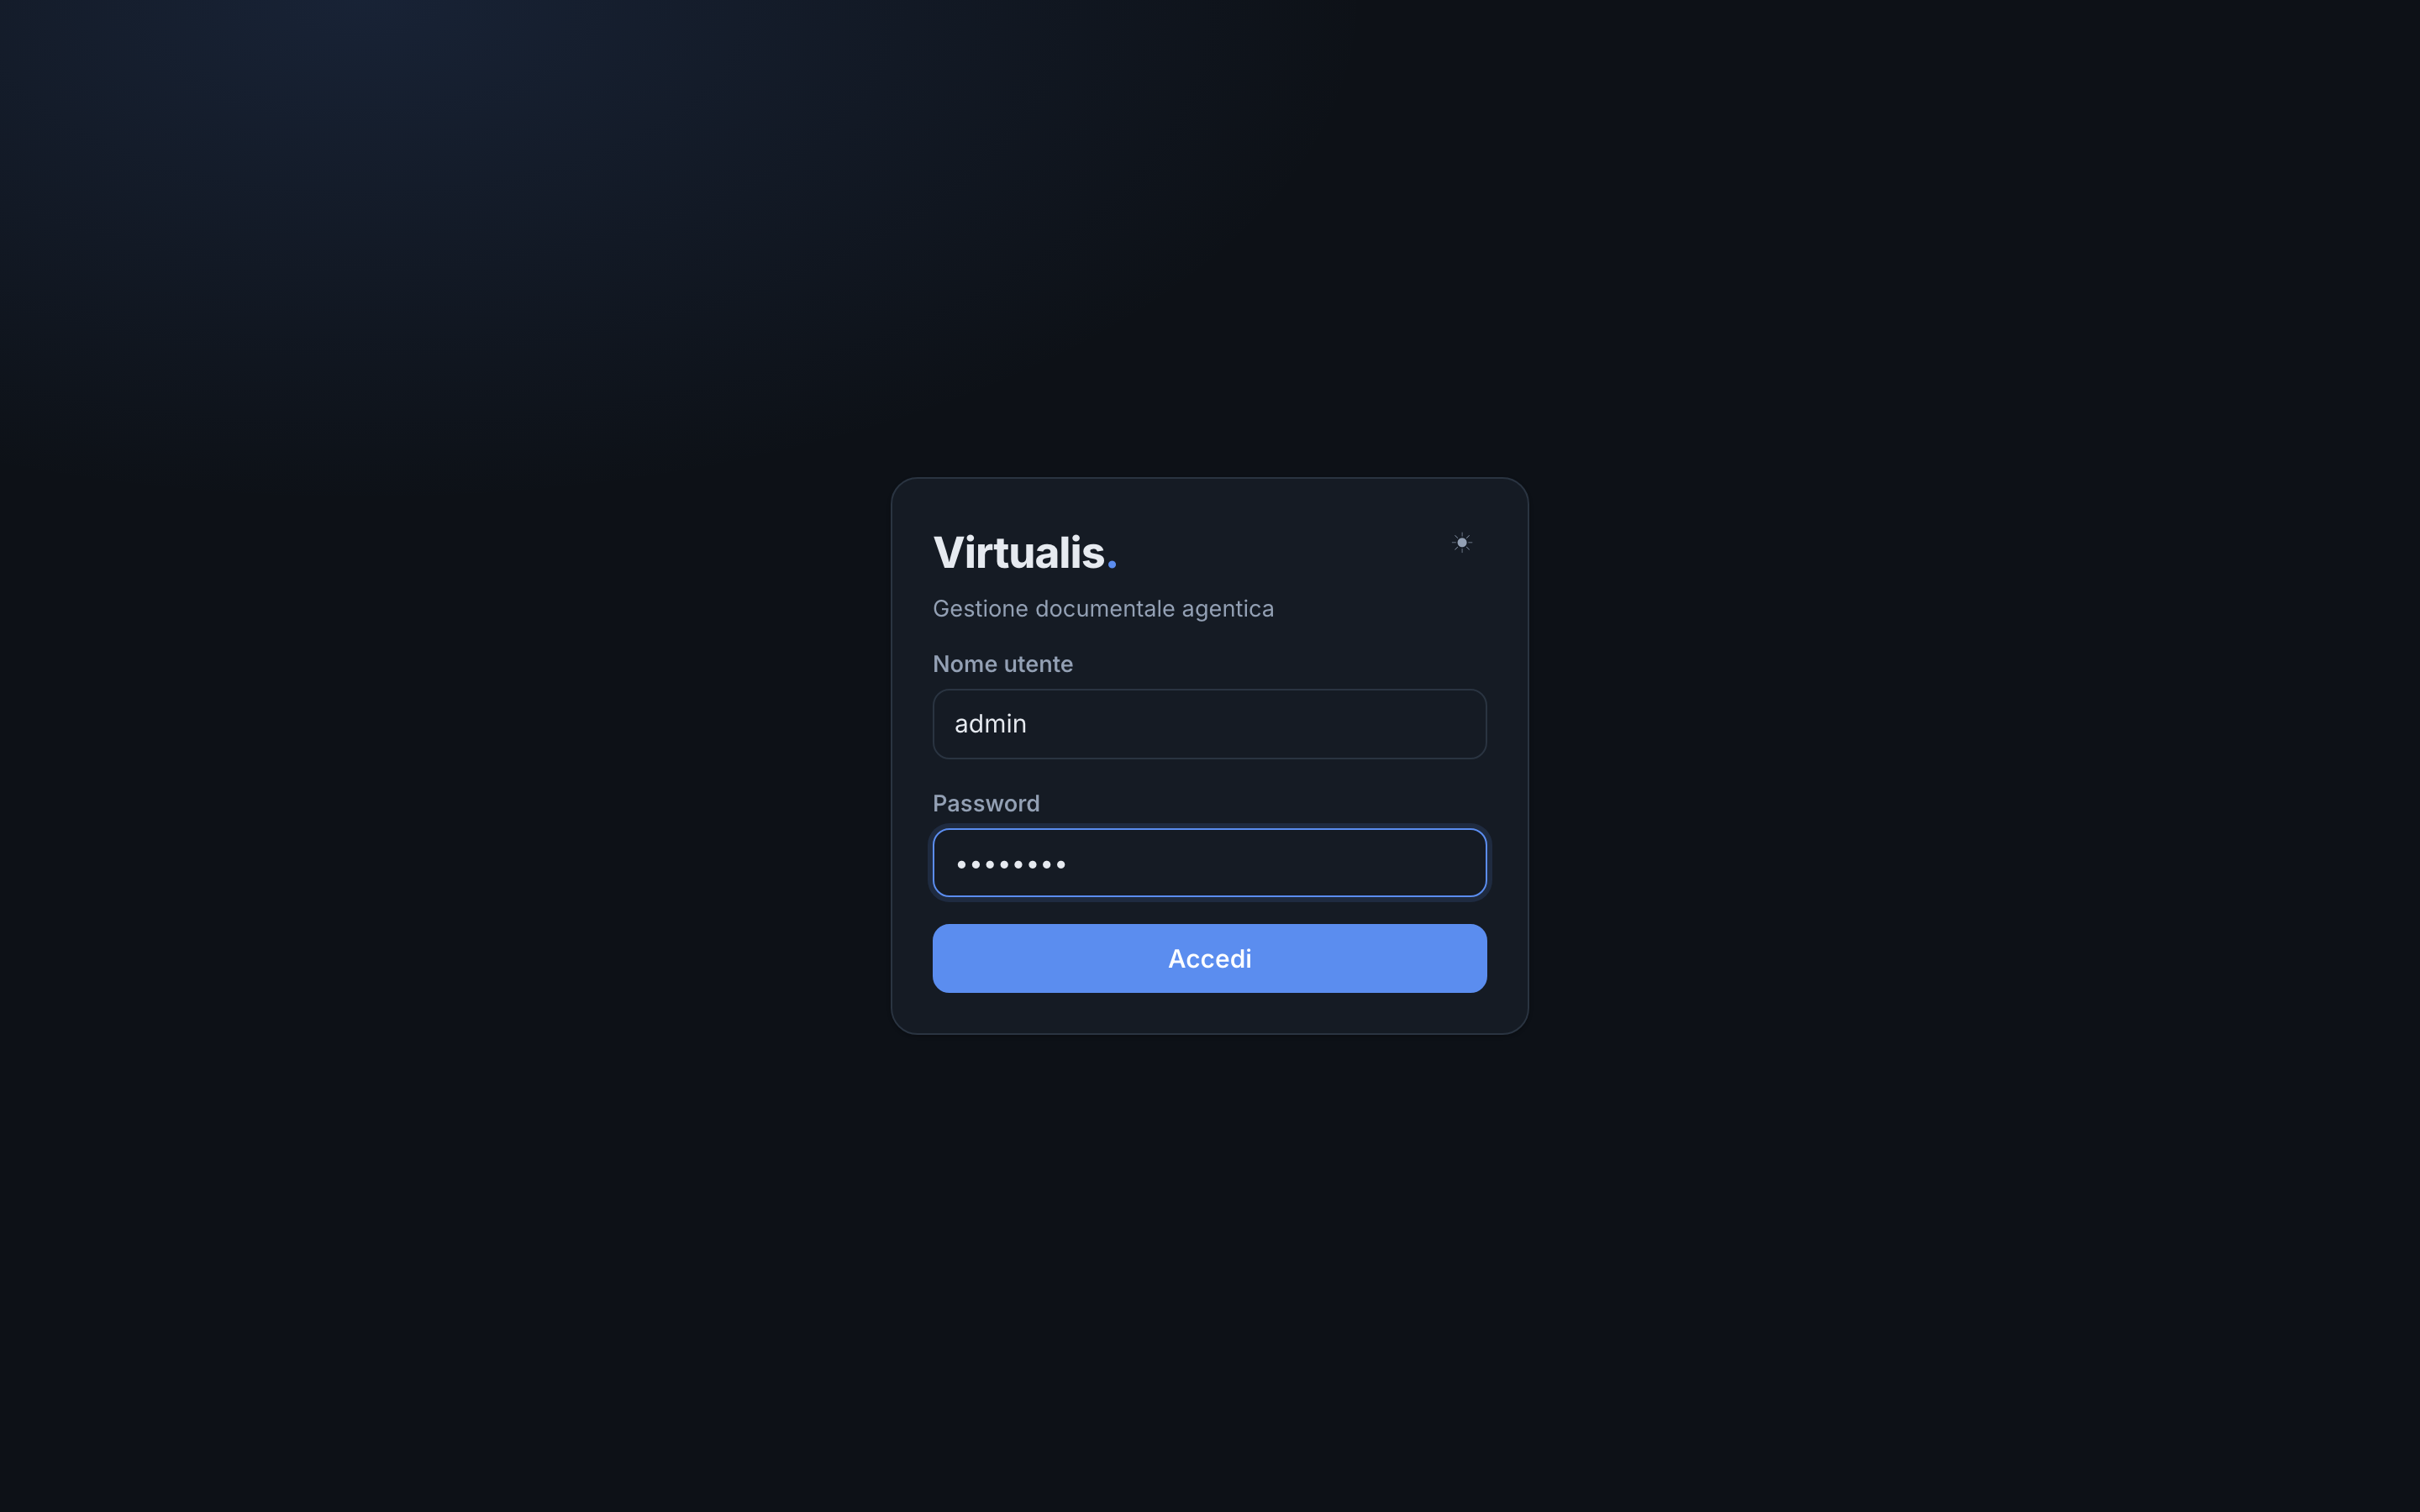 Virtualis.
Gestione documentale agentica
Nome utente
admin
Password
••••••••
Accedi